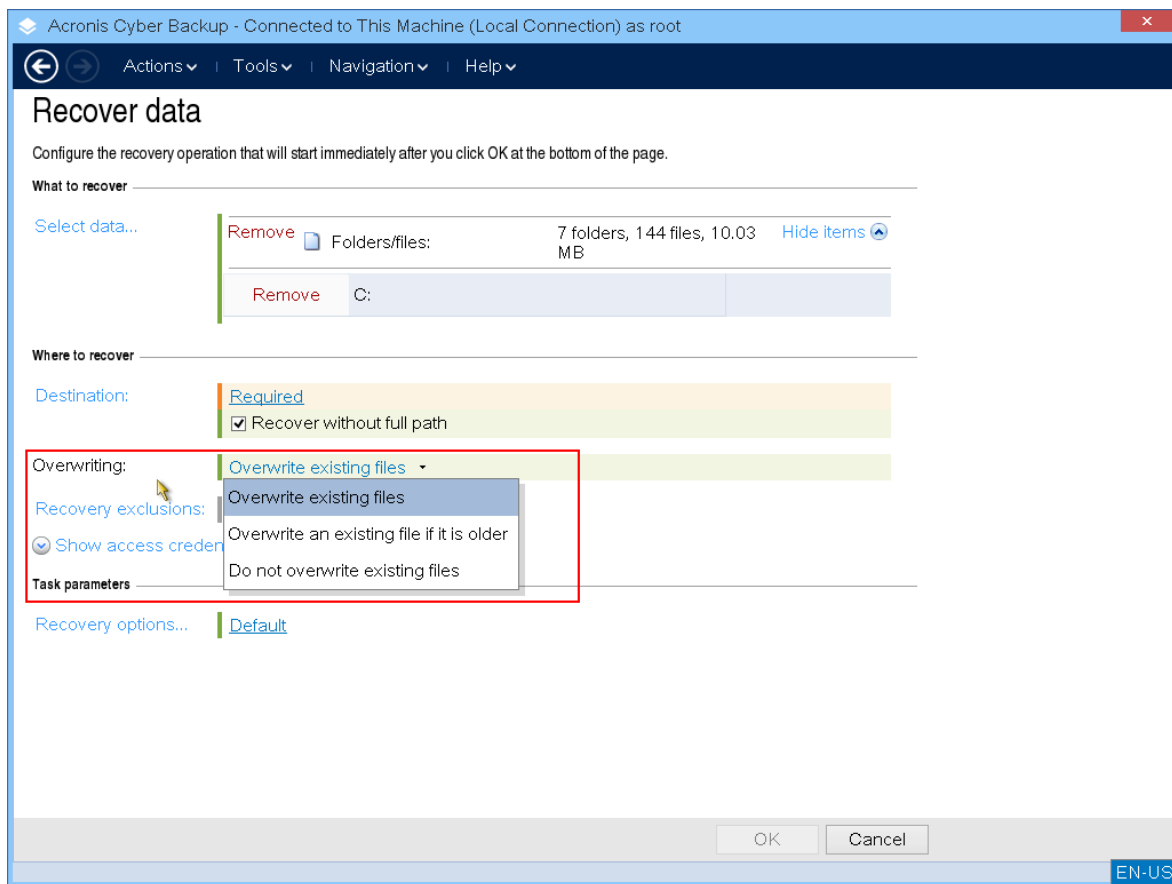 Acronis Cyber Backup - Connected to This Machine (Local Connection) as root
Actions Tools Navigation Help
Recover data
Configure the recovery operation that will start immediately after you click OK at the bottom of the page.
What to recover
Select data...
Remove Folders/files: 7 folders, 144 files, 10.03 MB Hide items
Remove C:
Where to recover
Destination: Required
Recover without full path
Overwriting: Overwrite existing files
Overwrite existing files
Recovery exclusions:
Overwrite an existing file if it is older
Show access creden
Do not overwrite existing files
Task parameters
Recovery options... Default
OK Cancel
EN-US